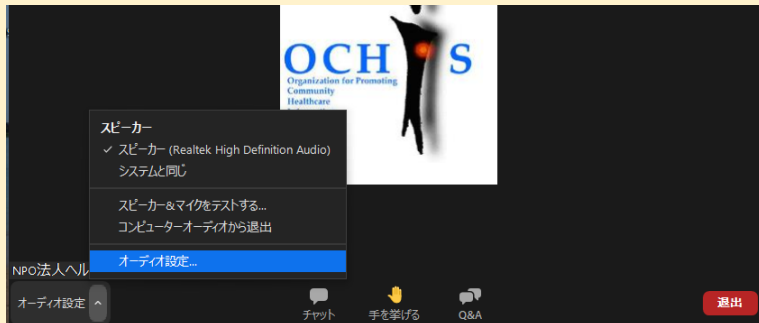 OCHIS
Organization for Promoting
Community
Healthcare
スピーカー
✓ スピーカー (Realtek High Definition Audio)
システムと同じ
スピーカー&マイクをテストする...
コンピューターオーディオから退出
オーディオ設定...
NPO法人ヘル
オーディオ設定
チャット
手を挙げる
Q&A
退出